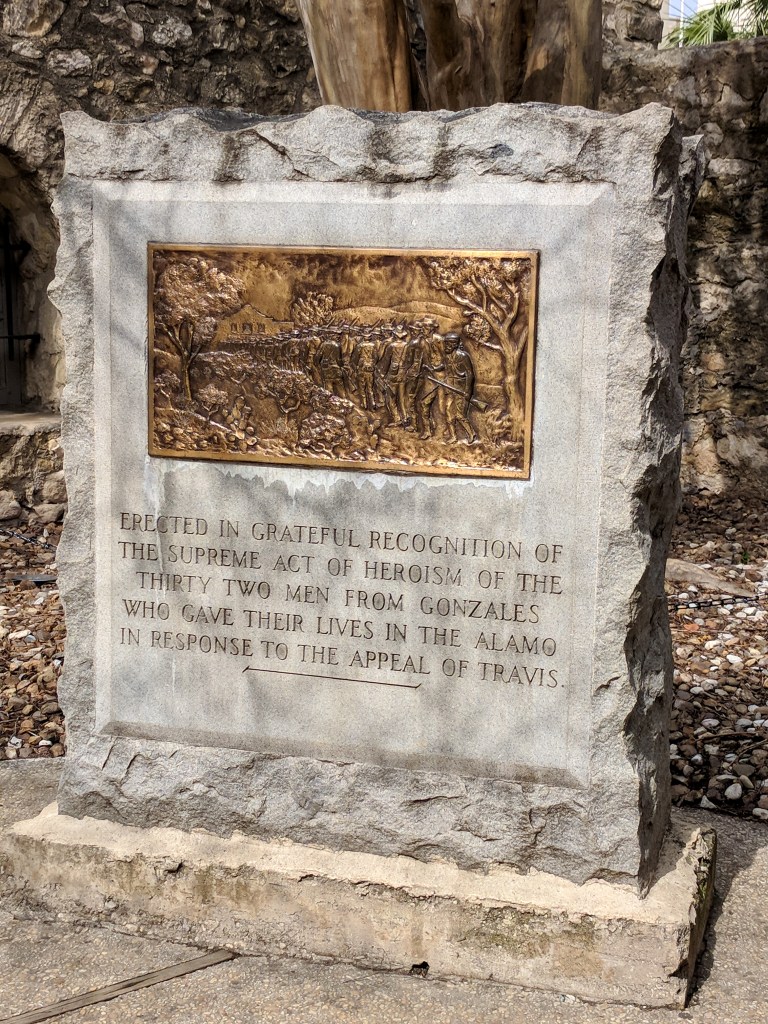 ERECTED IN GRATEFUL RECOGNITION OF
THE SUPREME ACT OF HEROISM OF THE
THIRTY TWO MEN FROM GONZALES
WHO GAVE THEIR LIVES IN THE ALAMO
IN RESPONSE TO THE APPEAL OF TRAVIS.